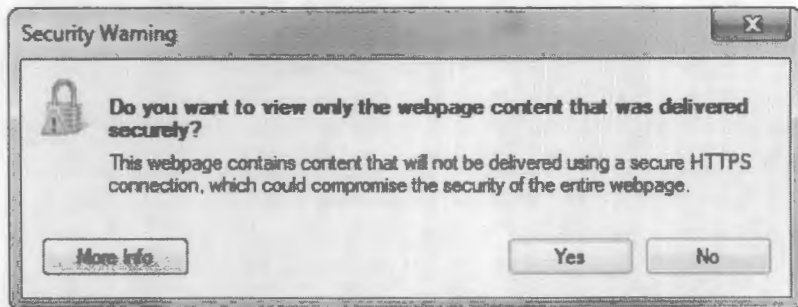 Security Warning
X
Do you want to view only the webpage content that was delivered
securely?
This webpage contains content that will not be delivered using a secure HTTPS
connection, which could compromise the security of the entire webpage.
More Info
Yes
No